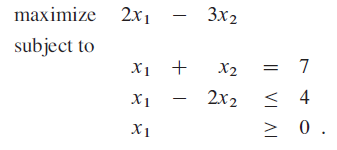 maximize 2x₁ − 3x₂
subject to
x₁ + x₂ = 7
x₁ − 2x₂ ≤ 4
x₁ ≥ 0 .